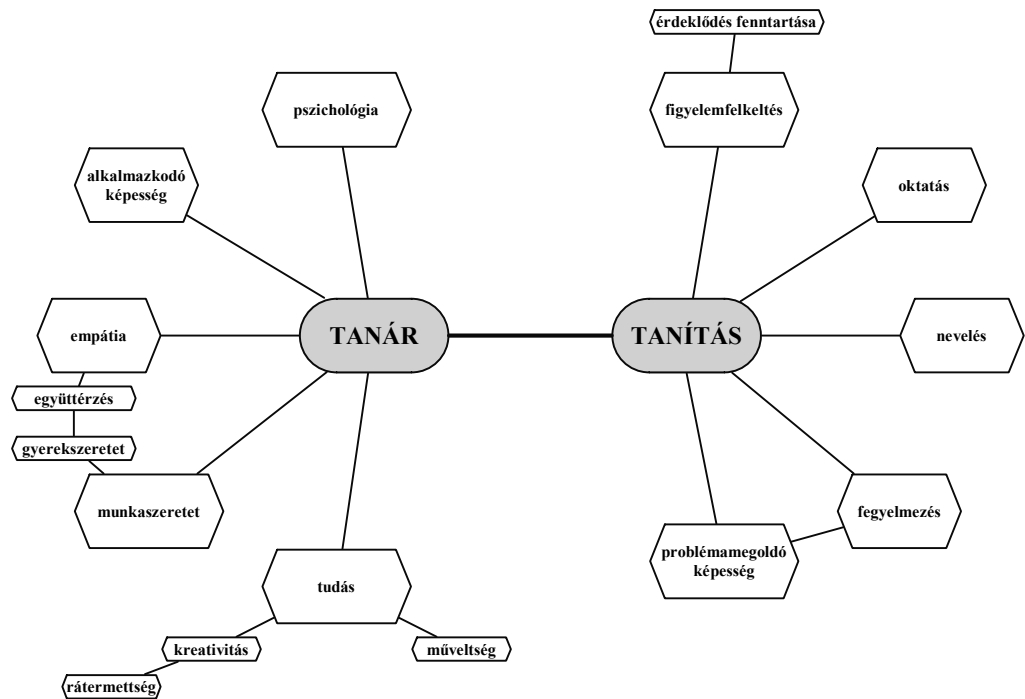 érdeklődés fenntartása
pszichológia
figyelemfelkeltés
alkalmazkodó
képesség
oktatás
empátia
TANÁR
TANÍTÁS
nevelés
együttérzés
gyerekszeretet
munkaszeretet
fegyelmezés
problémamegoldó
képesség
tudás
kreativitás
műveltség
rátermettség